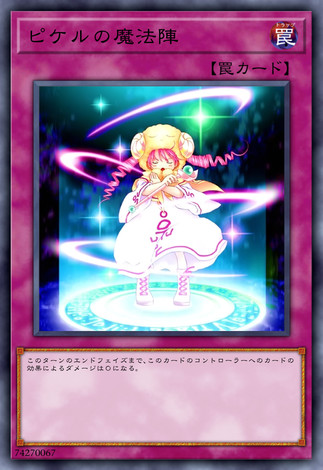 ピケルの魔法陣
トラップ
罠
【罠カード】
このターンのエンドフェイズまで、このカードのコントローラーへのカードの
効果によるダメージは0になる。
74270067